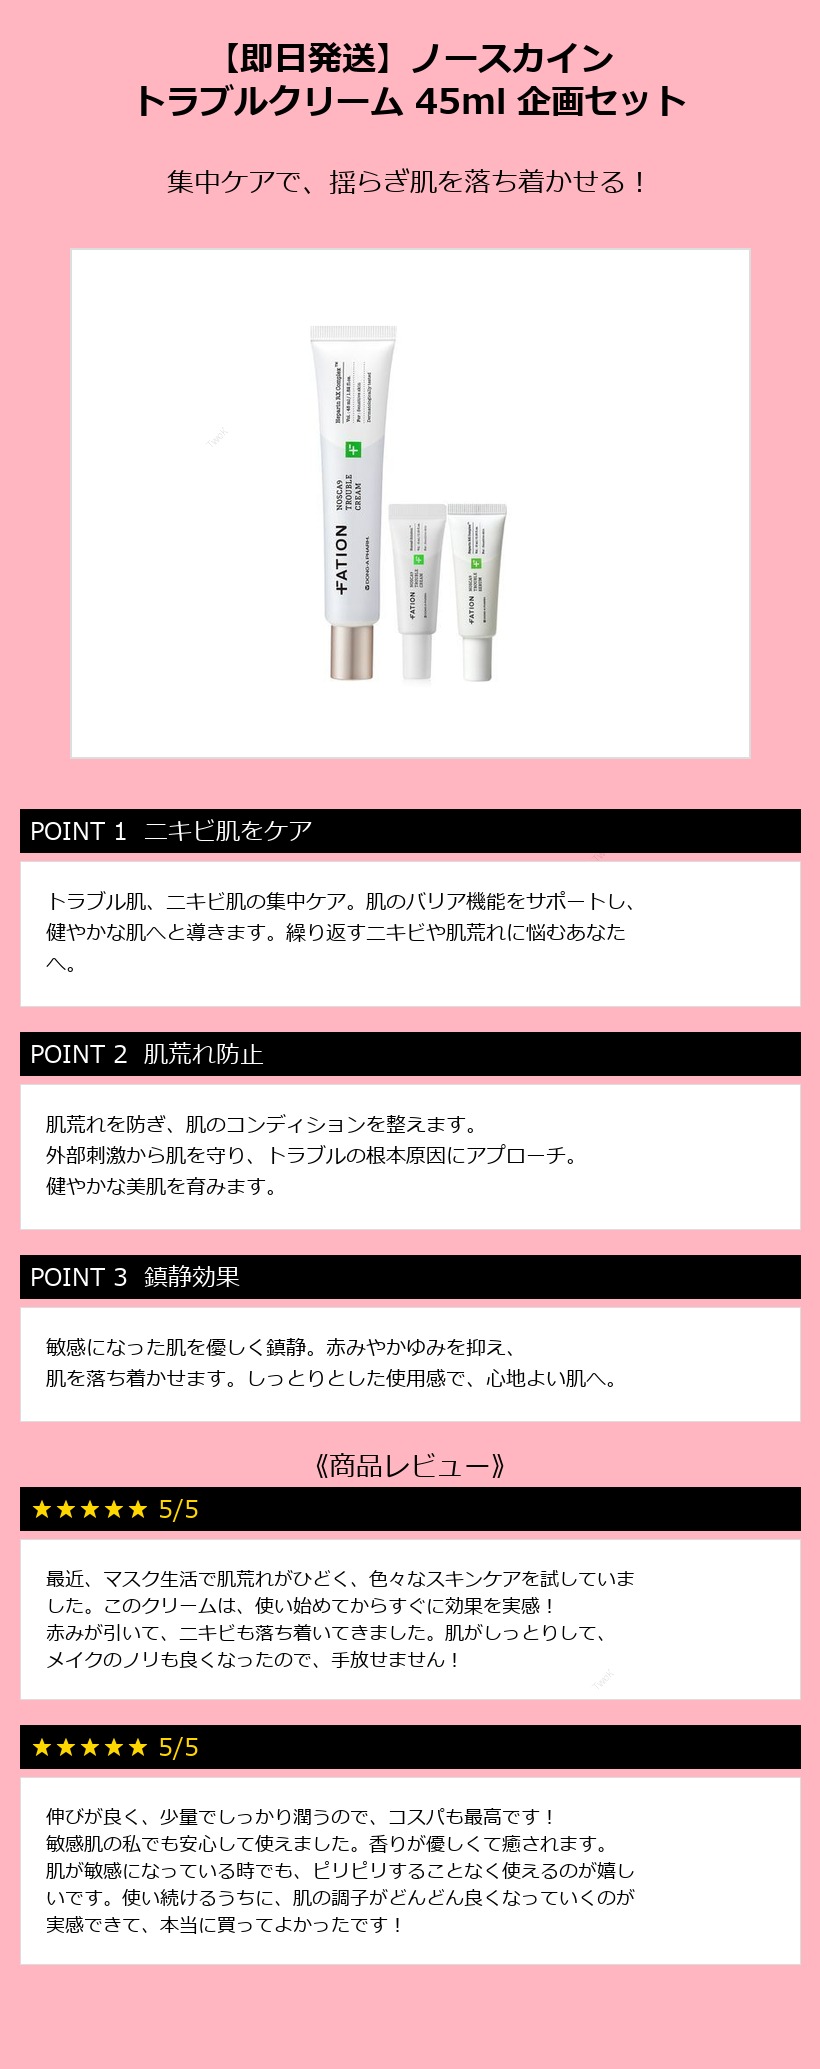 【即日発送】ノースカイン
トラブルクリーム 45ml 企画セット
集中ケアで、揺らぎ肌を落ち着かせる！
Heparin RX Complex™
For : Sensitive skin
Dermatologically tested
NOSCA9
TROUBLE
CREAM
FATION
DONG-A PHARM.
NOSCA9
TROUBLE
CREAM
FATION
NOSCA9
TROUBLE
SERUM
FATION
POINT 1 ニキビ肌をケア
トラブル肌、ニキビ肌の集中ケア。肌のバリア機能をサポートし、
健やかな肌へと導きます。繰り返すニキビや肌荒れに悩むあなた
へ。
POINT 2 肌荒れ防止
肌荒れを防ぎ、肌のコンディションを整えます。
外部刺激から肌を守り、トラブルの根本原因にアプローチ。
健やかな美肌を育みます。
POINT 3 鎮静効果
敏感になった肌を優しく鎮静。赤みやかゆみを抑え、
肌を落ち着かせます。しっとりとした使用感で、心地よい肌へ。
《商品レビュー》
★★★★★ 5/5
最近、マスク生活で肌荒れがひどく、色々なスキンケアを試していま
した。このクリームは、使い始めてからすぐに効果を実感！
赤みが引いて、ニキビも落ち着いてきました。肌がしっとりして、
メイクのノリも良くなったので、手放せません！
★★★★★ 5/5
伸びが良く、少量でしっかり潤うので、コスパも最高です！
敏感肌の私でも安心して使えました。香りが優しくて癒されます。
肌が敏感になっている時でも、ピリピリすることなく使えるのが嬉し
いです。使い続けるうちに、肌の調子がどんどん良くなっていくのが
実感できて、本当に買ってよかったです！